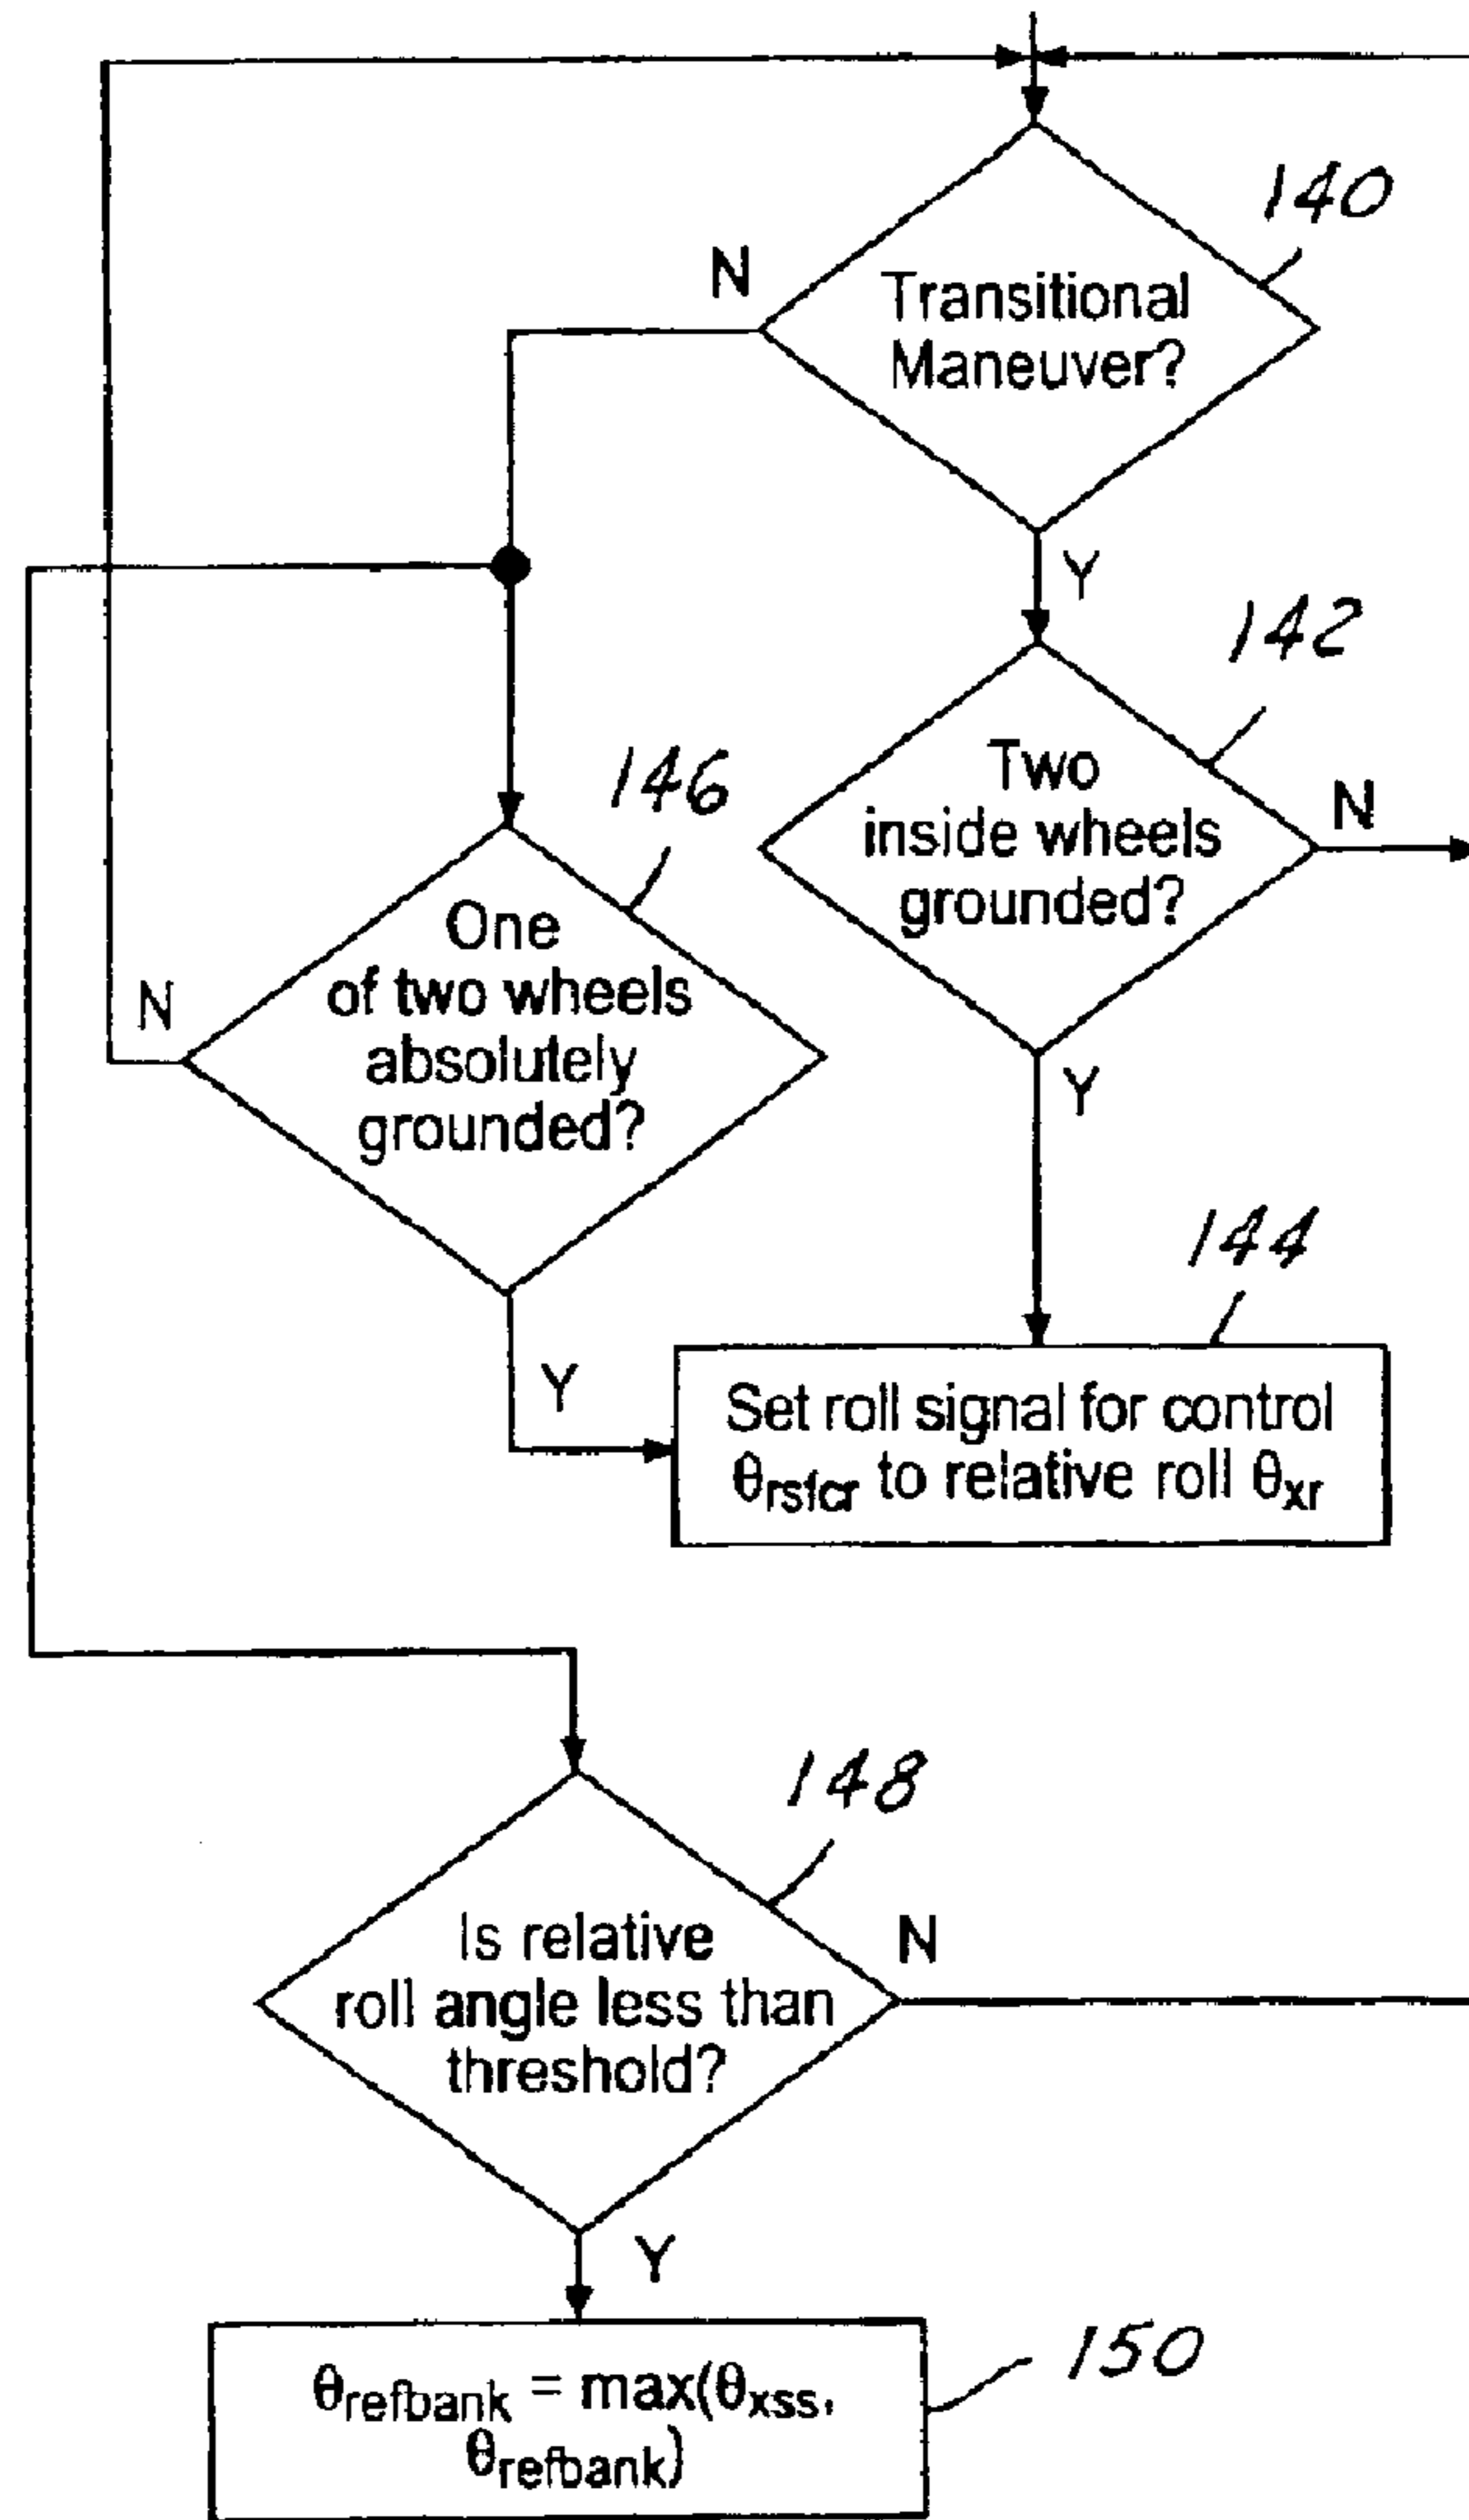 140
N
Transitional
Maneuver?
Y
142
Two
inside wheels
grounded?
N
Y
146
One
of two wheels
absolutely
grounded?
N
Y
144
Set roll signal for control
θrsfcr to relative roll θxr
148
Is relative
roll angle less than
threshold?
N
Y
150
θrefbank = max(θxss,
θrefbank)